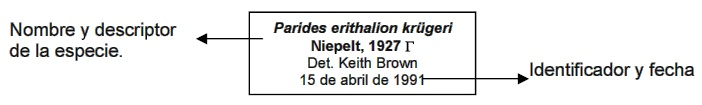 Nombre y descriptor
de la especie.
Parides erithalion krügeri
Niepelt, 1927 Γ
Det. Keith Brown
15 de abril de 1991
Identificador y fecha